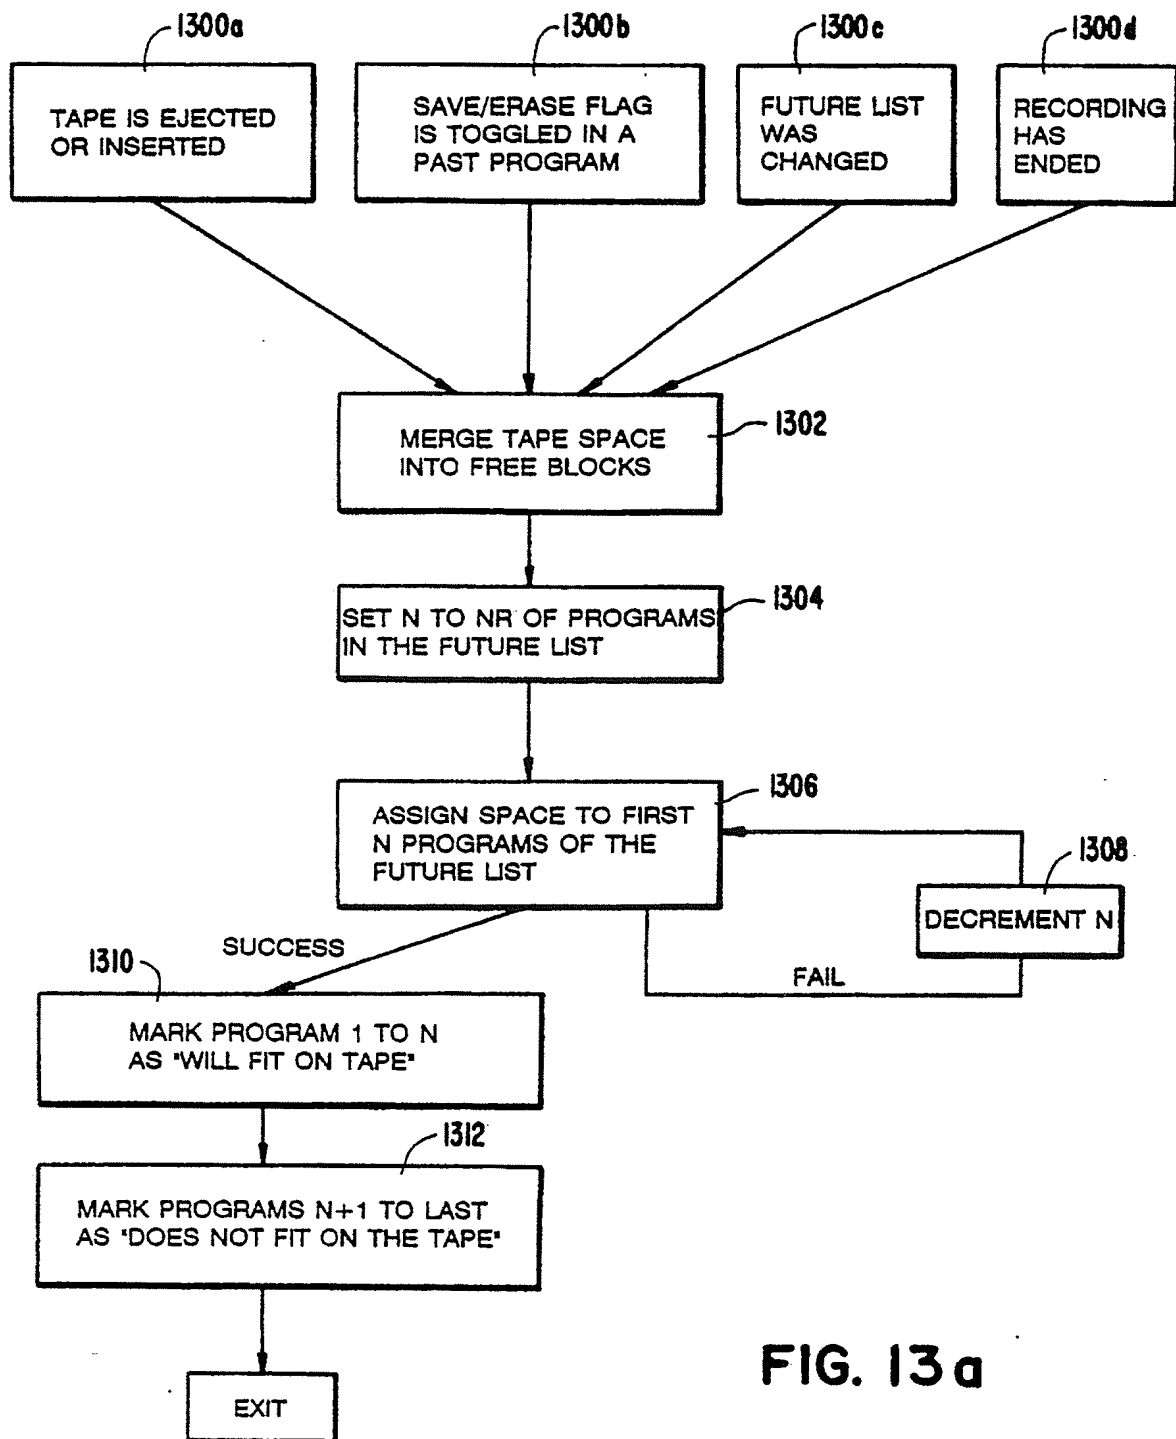 1300a
1300b
1300c
1300d
TAPE IS EJECTED
OR INSERTED
SAVE/ERASE FLAG
IS TOGGLED IN A
PAST PROGRAM
FUTURE LIST
WAS
CHANGED
RECORDING
HAS
ENDED
1302
MERGE TAPE SPACE
INTO FREE BLOCKS
1304
SET N TO NR OF PROGRAMS
IN THE FUTURE LIST
1306
ASSIGN SPACE TO FIRST
N PROGRAMS OF THE
FUTURE LIST
1308
DECREMENT N
SUCCESS
FAIL
1310
MARK PROGRAM 1 TO N
AS "WILL FIT ON TAPE"
1312
MARK PROGRAMS N+1 TO LAST
AS "DOES NOT FIT ON THE TAPE"
EXIT
FIG. 13a